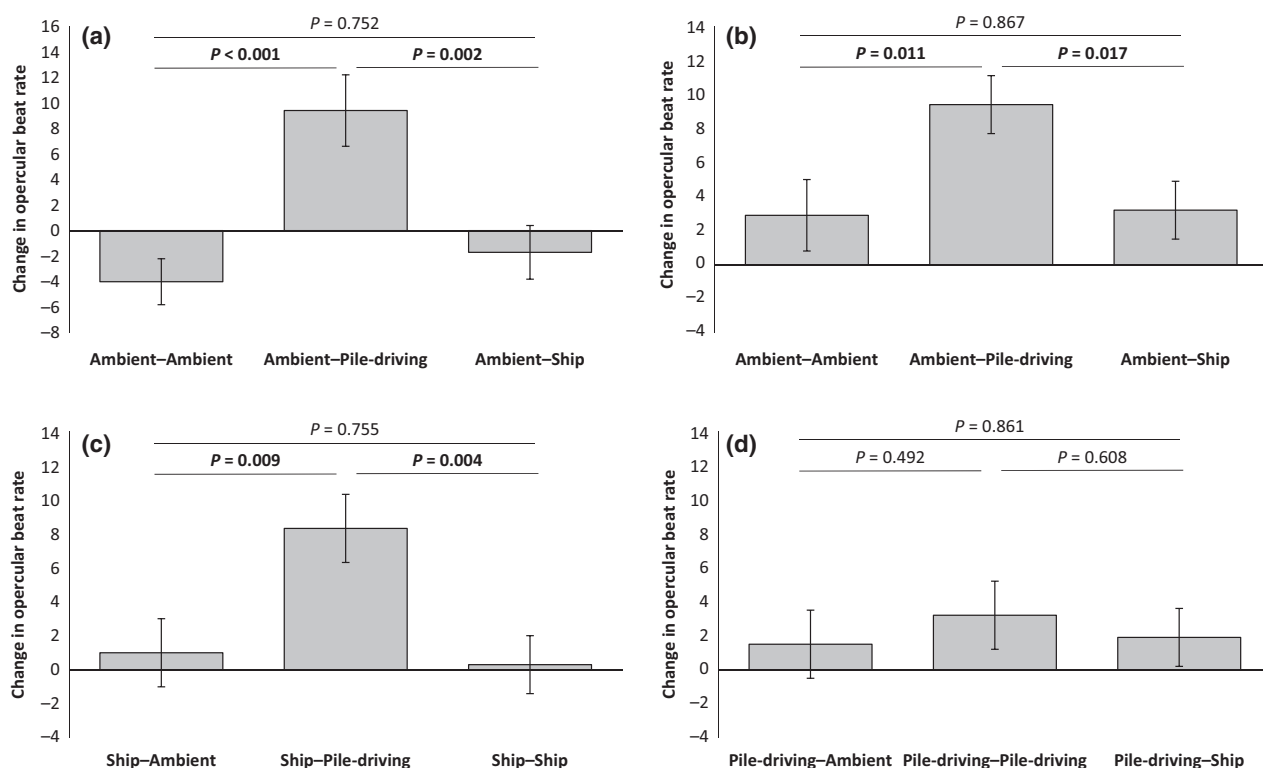 (a)
P = 0.752
P < 0.001
P = 0.002
Change in opercular beat rate
16
14
12
10
8
6
4
2
0
–2
–4
–6
–8
Ambient–Ambient
Ambient–Pile-driving
Ambient–Ship
(b)
P = 0.867
P = 0.011
P = 0.017
Change in opercular beat rate
14
12
10
8
6
4
2
0
–2
–4
Ambient–Ambient
Ambient–Pile-driving
Ambient–Ship
(c)
P = 0.755
P = 0.009
P = 0.004
Change in opercular beat rate
14
12
10
8
6
4
2
0
–2
–4
Ship–Ambient
Ship–Pile-driving
Ship–Ship
(d)
P = 0.861
P = 0.492
P = 0.608
Change in opercular beat rate
14
12
10
8
6
4
2
0
–2
–4
Pile-driving–Ambient
Pile-driving–Pile-driving
Pile-driving–Ship